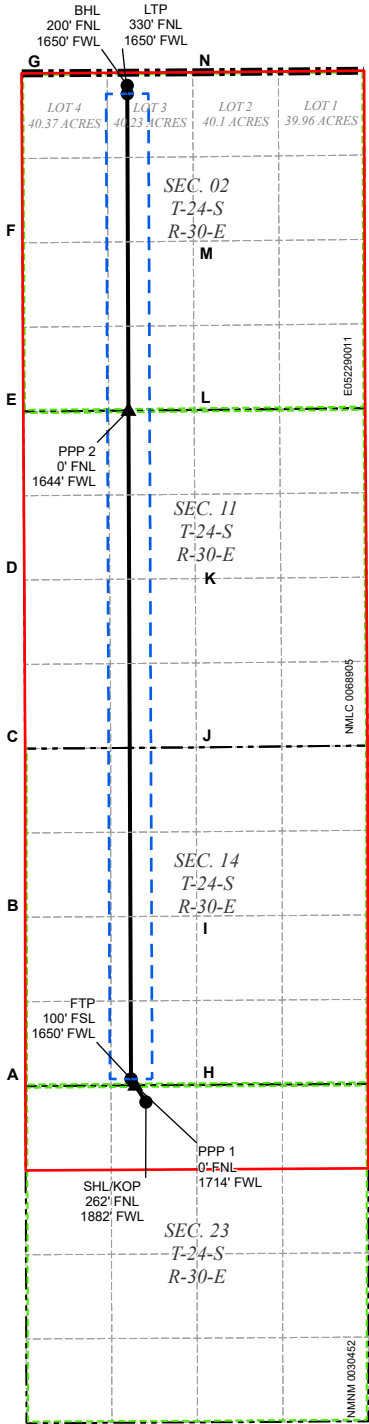 BHL
200' FNL
1650' FWL
LTP
330' FNL
1650' FWL
G
N
LOT 4
40.37 ACRES
LOT 3
40.23 ACRES
LOT 2
40.1 ACRES
LOT 1
39.96 ACRES
SEC. 02
T-24-S
R-30-E
F
M
E052290011
E
L
PPP 2
0' FNL
1644' FWL
SEC. 11
T-24-S
R-30-E
D
K
NMLC 0068905
C
J
SEC. 14
T-24-S
R-30-E
B
I
FTP
100' FSL
1650' FWL
A
H
PPP 1
0' FNL
1714' FWL
SHL/KOP
262' FNL
1882' FWL
SEC. 23
T-24-S
R-30-E
NMNM 0030452